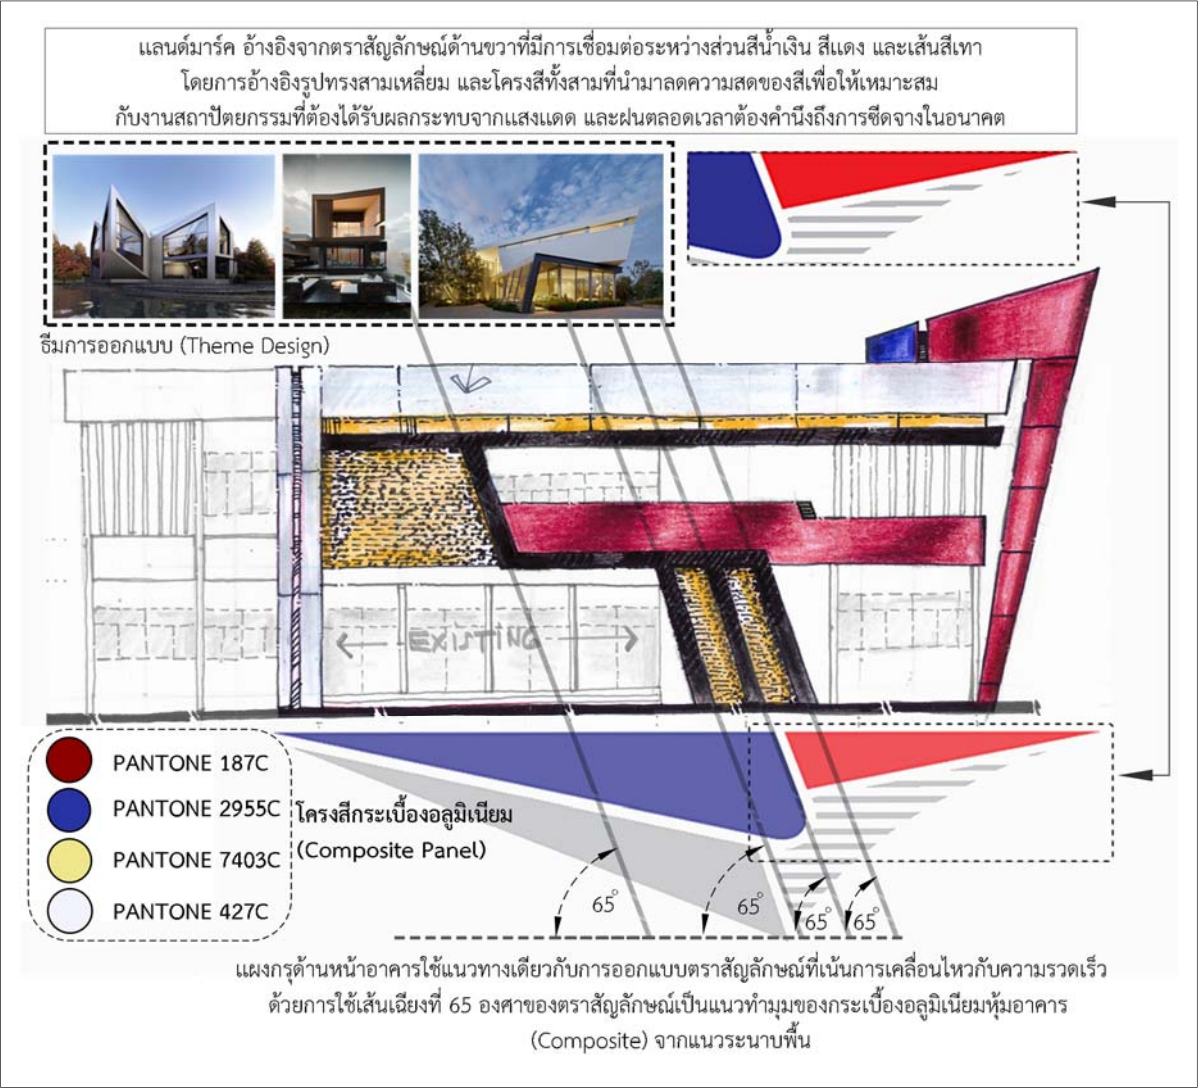 แลนด์มาร์ค อ้างอิงจากตราสัญลักษณ์ด้านขวาที่มีการเชื่อมต่อระหว่างส่วนสีน้ำเงิน สีแดง และเส้นสีเทา
โดยการอ้างอิงรูปทรงสามเหลี่ยม และโครงสีทั้งสามที่นำมาลดความสดของสีเพื่อให้เหมาะสม
กับงานสถาปัตยกรรมที่ต้องได้รับผลกระทบจากแสงแดด และฝนตลอดเวลาต้องคำนึงถึงการซีดจางในอนาคต
ธีมการออกแบบ (Theme Design)
EXISTING
PANTONE 187C
PANTONE 2955C
PANTONE 7403C
PANTONE 427C
โครงสีกระเบื้องอลูมิเนียม
(Composite Panel)
65°
65°
65°
65°
แผงกรุด้านหน้าอาคารใช้แนวทางเดียวกับการออกแบบตราสัญลักษณ์ที่เน้นการเคลื่อนไหวกับความรวดเร็ว
ด้วยการใช้เส้นเฉียงที่ 65 องศาของตราสัญลักษณ์เป็นแนวทำมุมของกระเบื้องอลูมิเนียมหุ้มอาคาร
(Composite) จากแนวระนาบพื้น